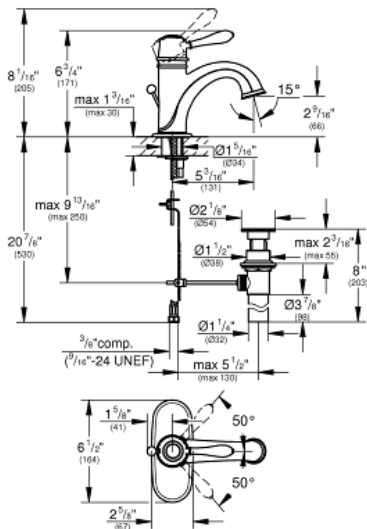 8 1/16"
(205)
6 3/4"
(171)
max 1 3/16"
(max 30)
15°
2 9/16"
(66)
Ø1 5/16"
(Ø34)
5 3/16"
(131)
max 9 13/16"
(max 250)
Ø2 1/8"
(Ø54)
20 7/8"
(530)
Ø1 1/2"
(Ø38)
max 2 3/16"
(max 55)
8"
(203)
Ø3 7/8"
(98)
3/8"comp.
(9/16"-24 UNEF)
Ø1 1/4"
(Ø32)
max 5 1/2"
(max 130)
1 5/8"
(41)
50°
6 1/2"
(164)
50°
2 5/8"
(67)